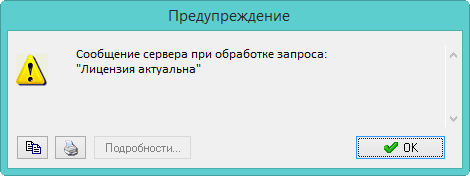 Предупреждение
Сообщение сервера при обработке запроса:
"Лицензия актуальна"
Подробности...
OK